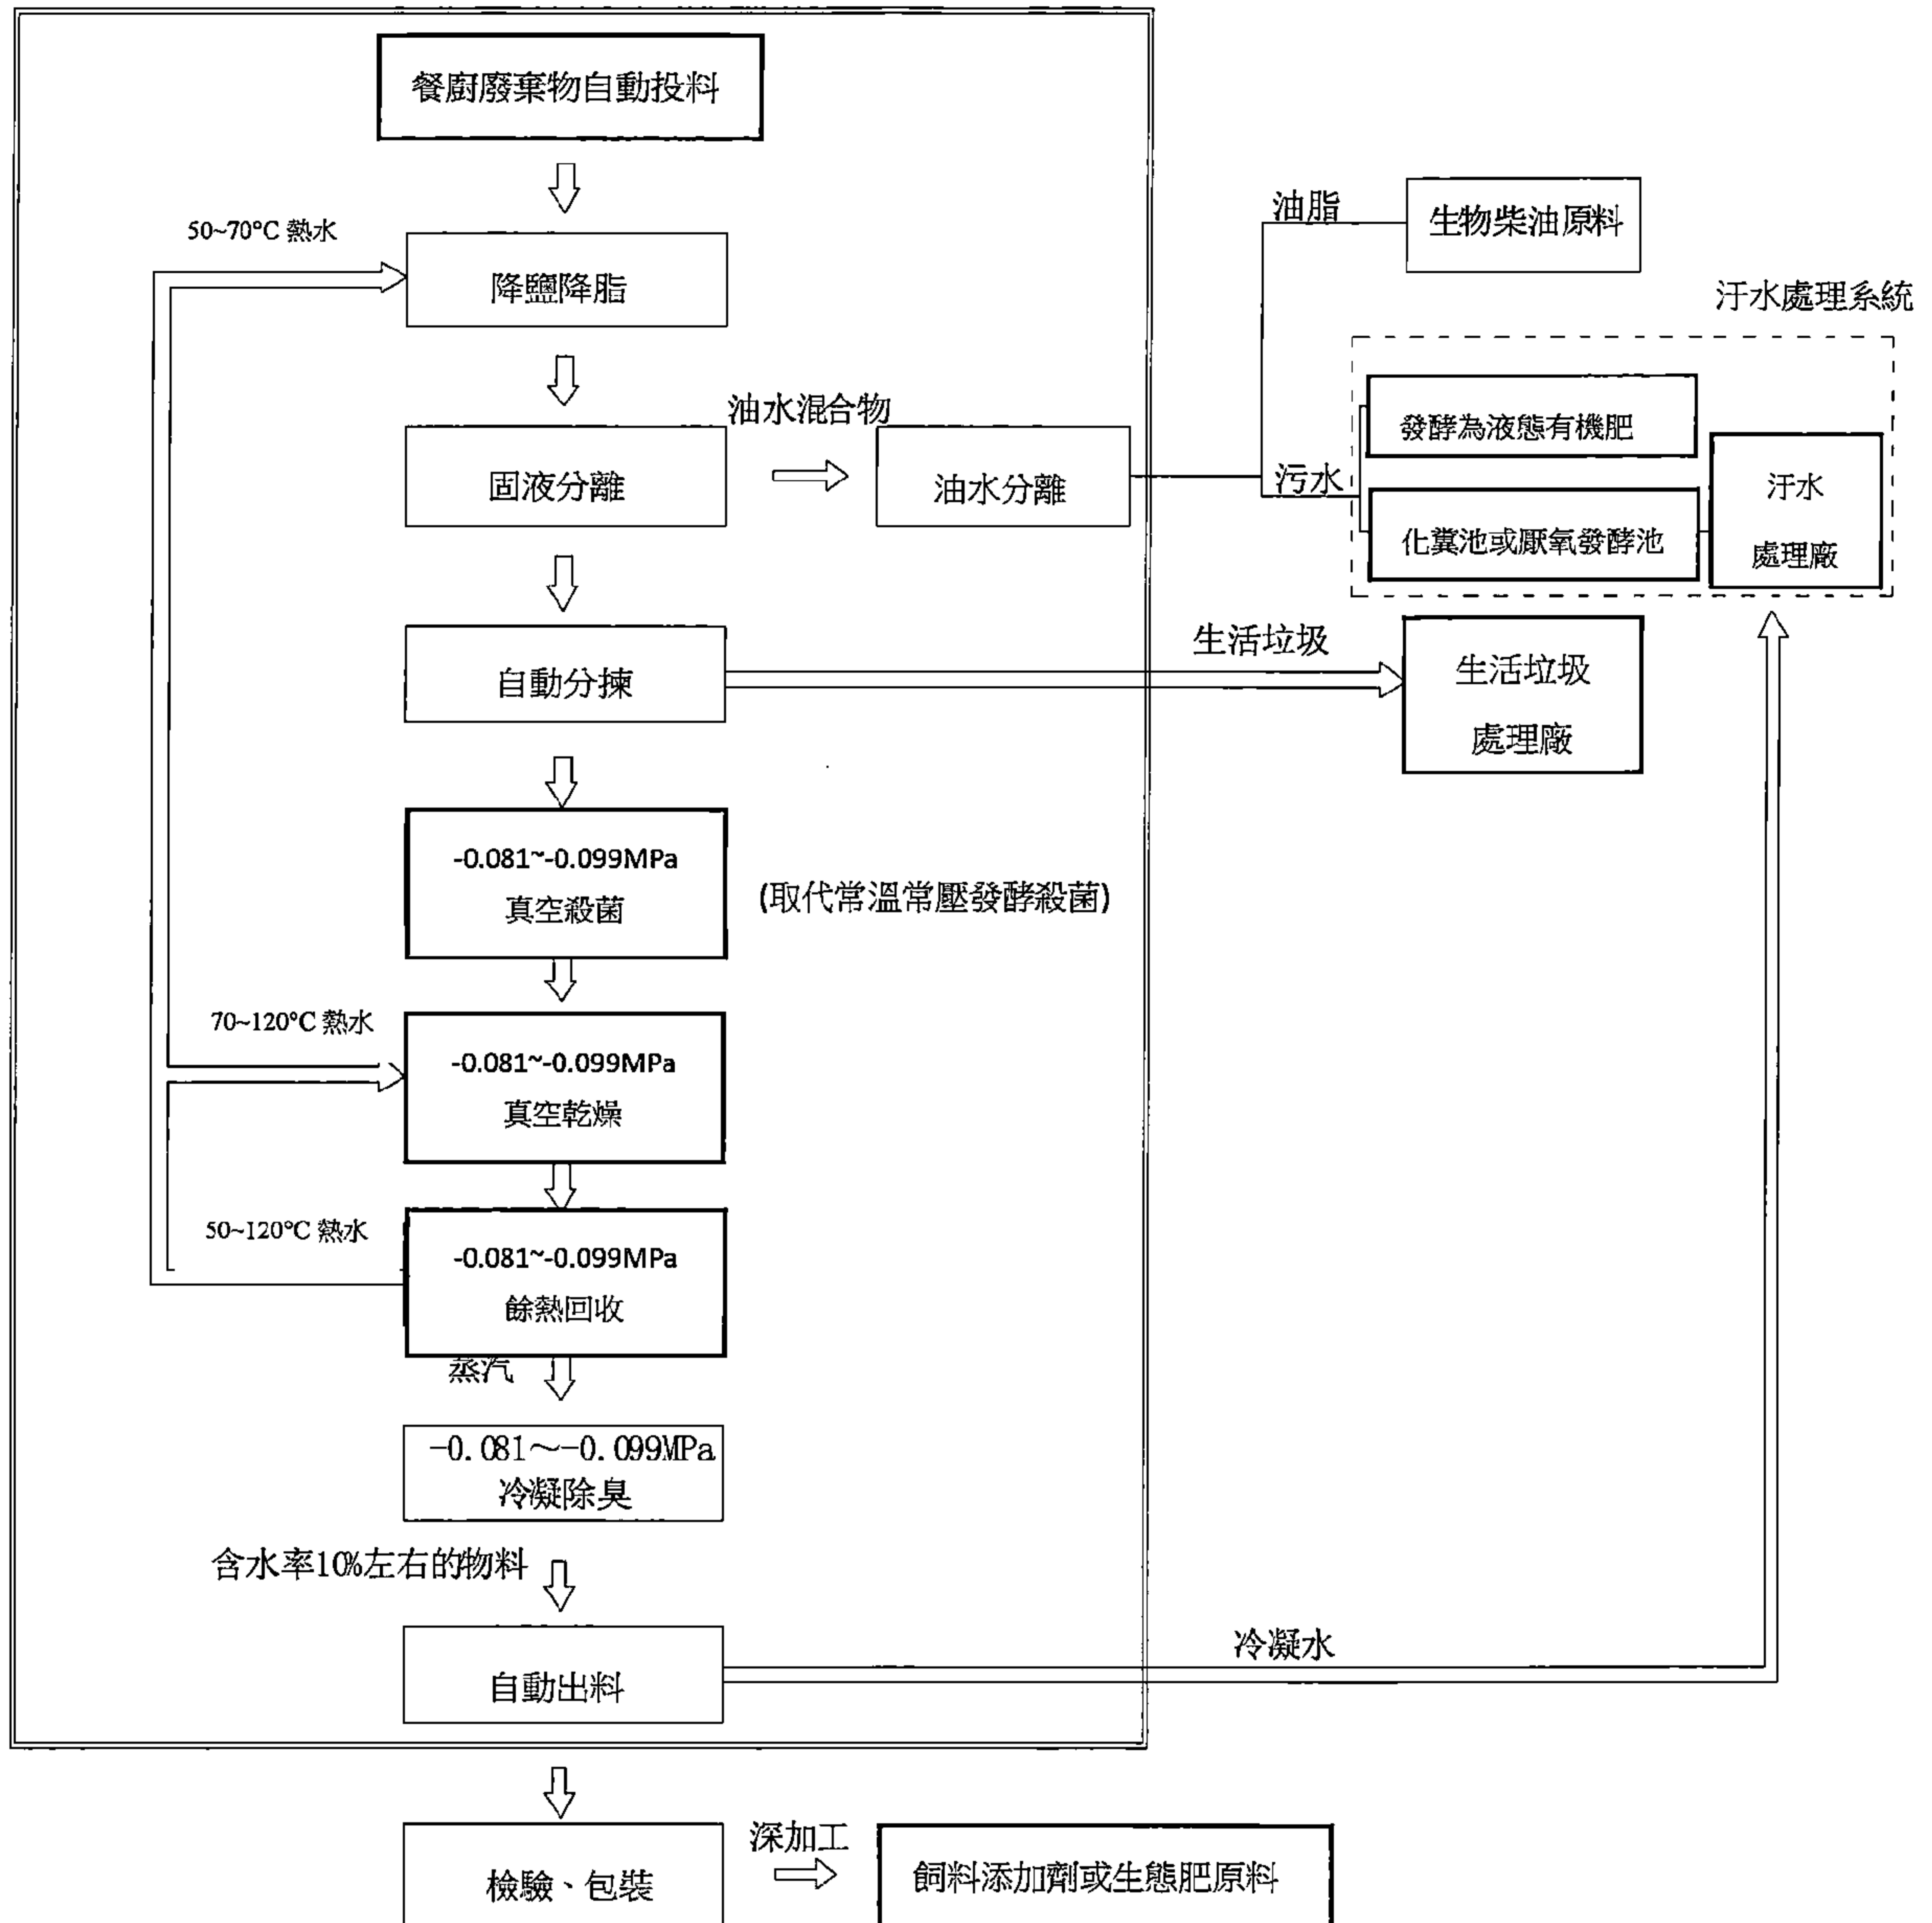 餐廚廢棄物自動投料
50~70°C 熱水
降鹽降脂
油脂
生物柴油原料
汙水處理系統
油水混合物
固液分離
油水分離
污水
發酵為液態有機肥
化糞池或厭氧發酵池
汙水
處理廠
自動分揀
生活垃圾
生活垃圾
處理廠
-0.081~-0.099MPa
真空殺菌
(取代常溫常壓發酵殺菌)
70~120°C 熱水
-0.081~-0.099MPa
真空乾燥
50~120°C 熱水
-0.081~-0.099MPa
餘熱回收
蒸汽
-0.081～-0.099MPa
冷凝除臭
含水率10%左右的物料
自動出料
冷凝水
檢驗、包裝
深加工
飼料添加劑或生態肥原料